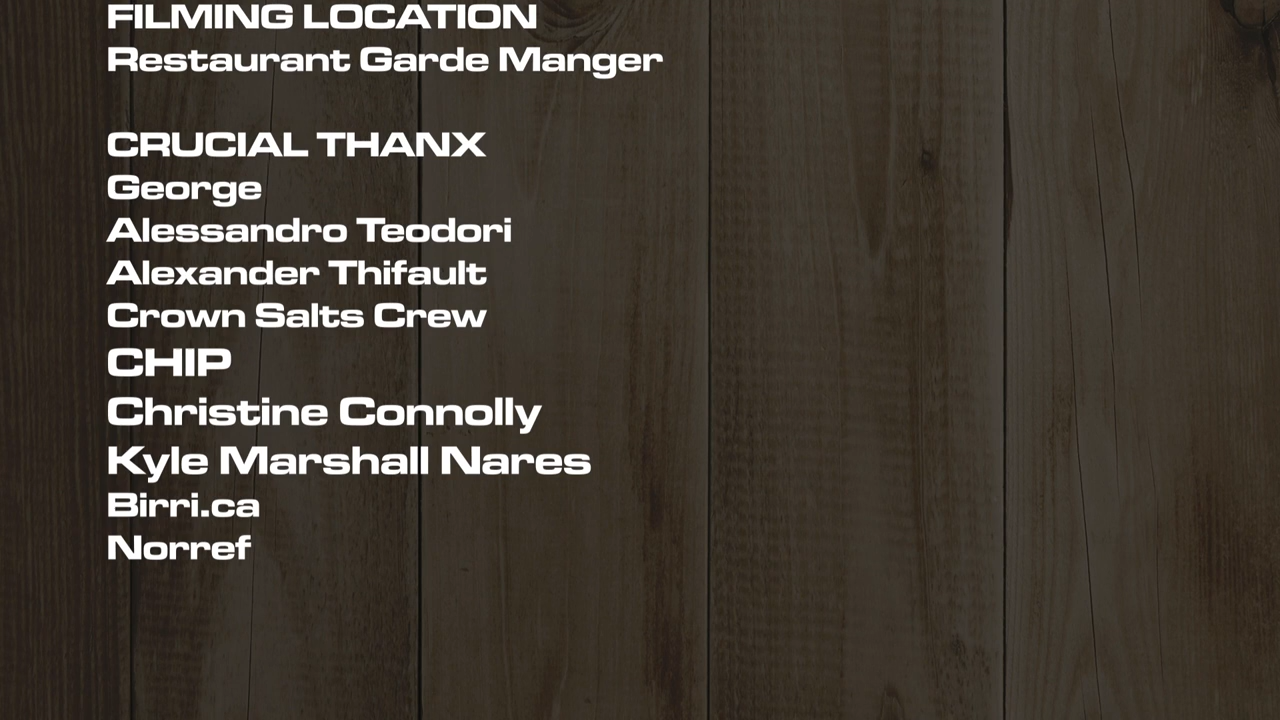 FILMING LOCATION
Restaurant Garde Manger
CRUCIAL THANX
George
Alessandro Teodori
Alexander Thifault
Crown Salts Crew
CHIP
Christine Connolly
Kyle Marshall Nares
Birri.ca
Norref